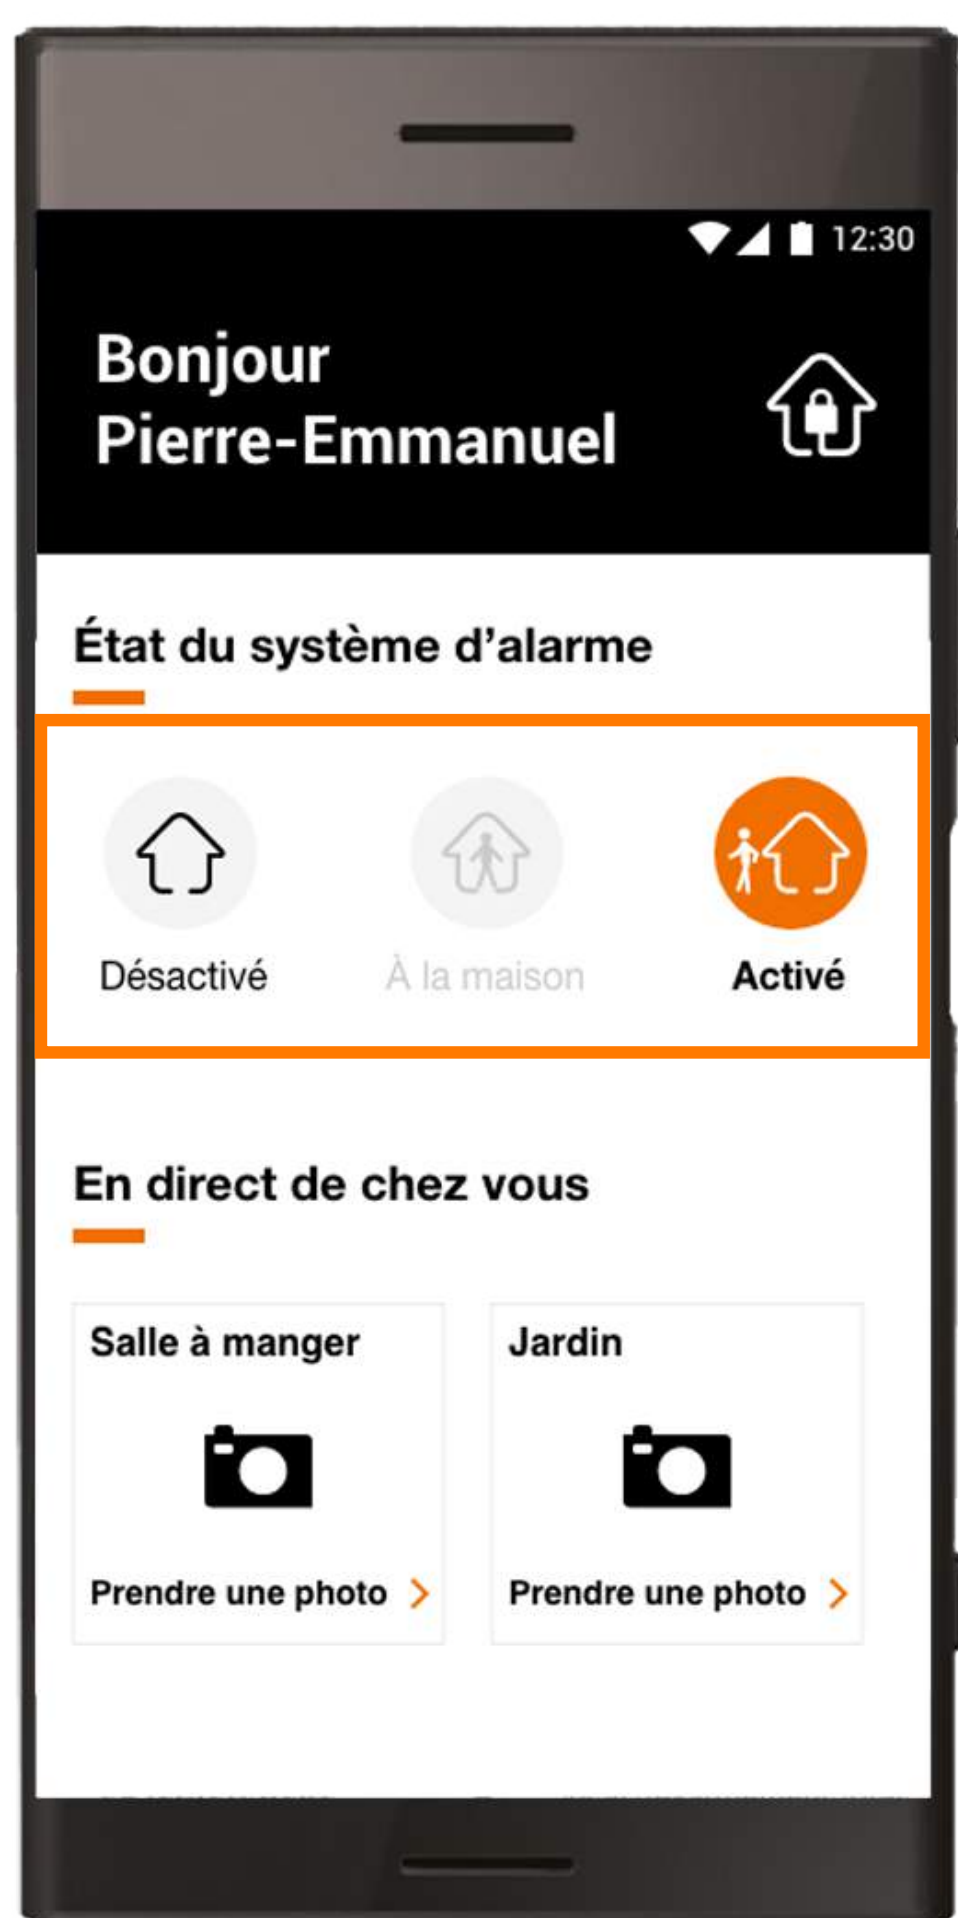 12:30
Bonjour
Pierre-Emmanuel
État du système d’alarme
Désactivé
À la maison
Activé
En direct de chez vous
Salle à manger
Jardin
Prendre une photo
Prendre une photo